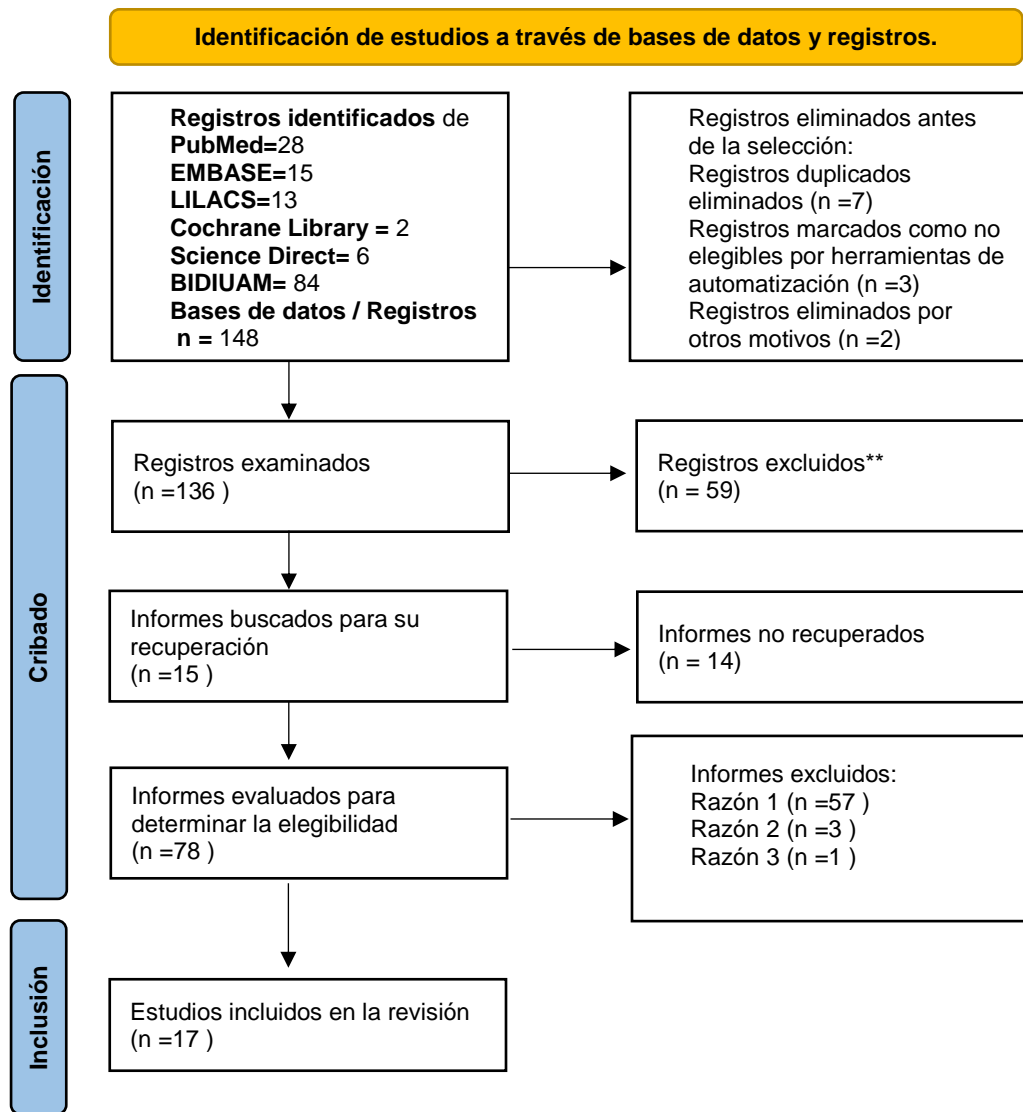 Identificación de estudios a través de bases de datos y registros.
Identificación
Registros identificados de
PubMed=28
EMBASE=15
LILACS=13
Cochrane Library = 2
Science Direct= 6
BIDIUAM= 84
Bases de datos / Registros
n = 148
Registros eliminados antes
de la selección:
Registros duplicados
eliminados (n =7)
Registros marcados como no
elegibles por herramientas de
automatización (n =3)
Registros eliminados por
otros motivos (n =2)
Cribado
Registros examinados
(n =136 )
Registros excluidos**
(n = 59)
Informes buscados para su
recuperación
(n =15 )
Informes no recuperados
(n = 14)
Informes evaluados para
determinar la elegibilidad
(n =78 )
Informes excluidos:
Razón 1 (n =57 )
Razón 2 (n =3 )
Razón 3 (n =1 )
Inclusión
Estudios incluidos en la revisión
(n =17 )